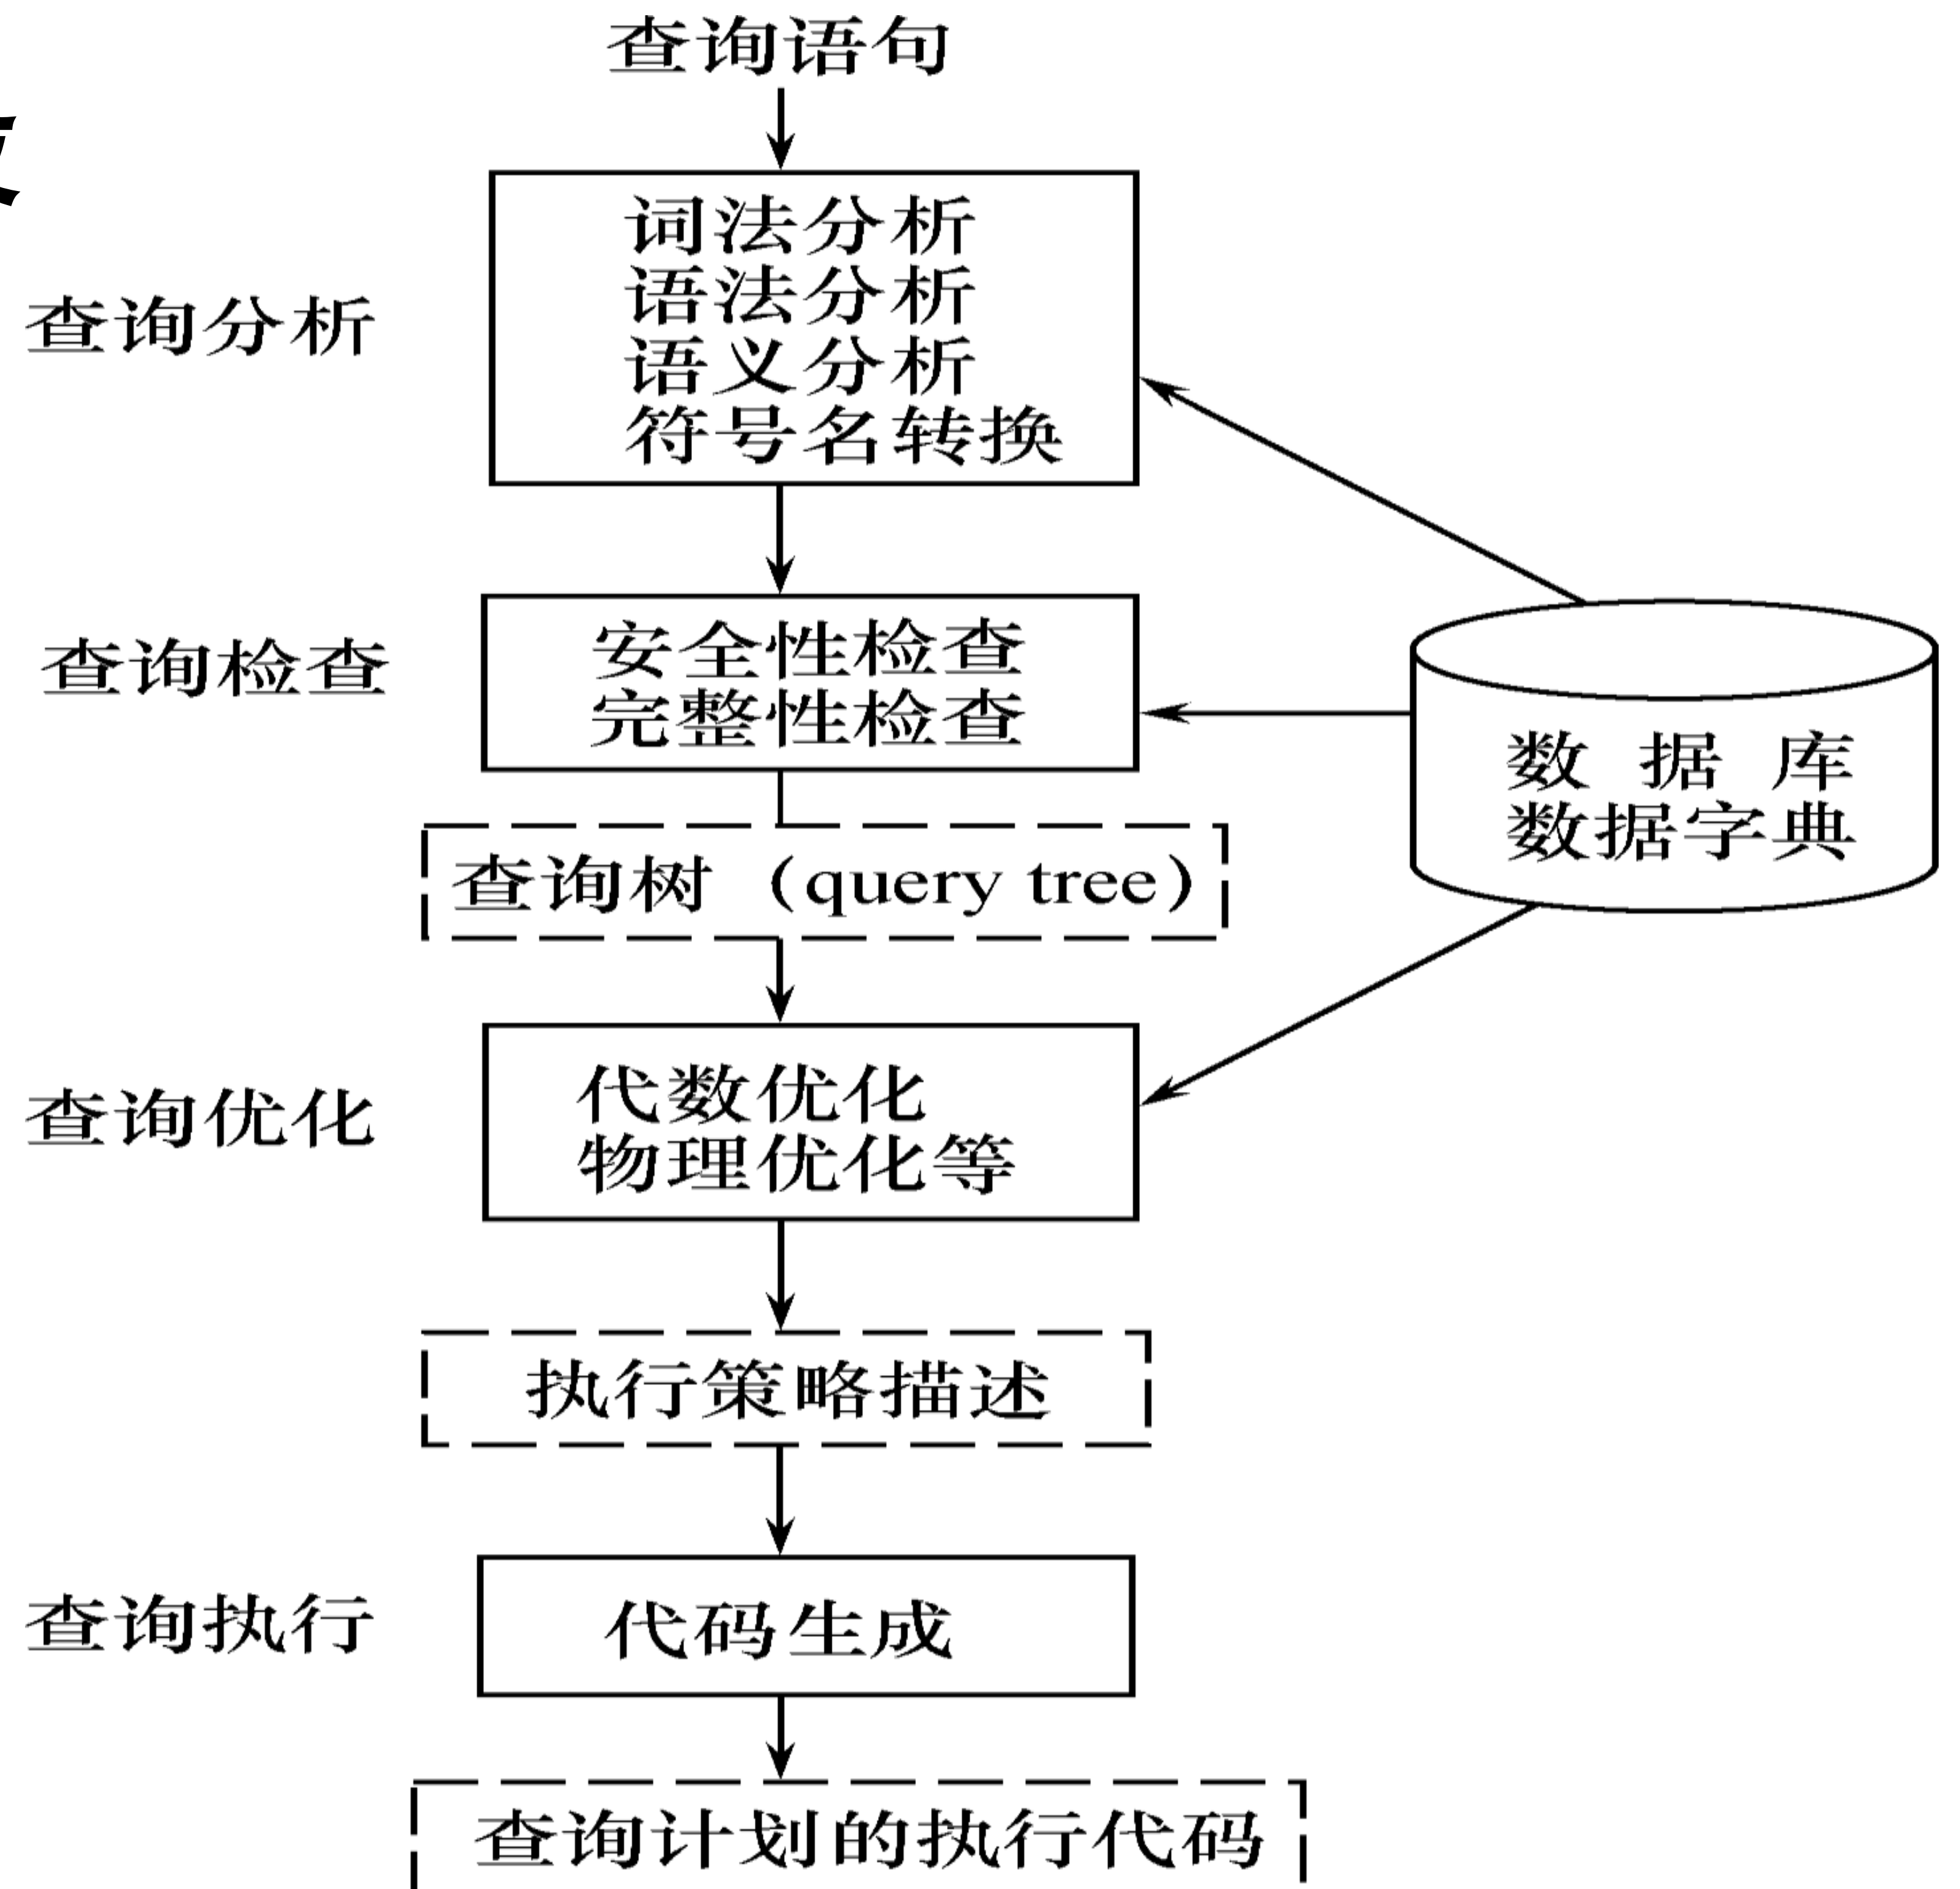 查询语句
查询分析
词法分析
语法分析
语义分析
符号名转换
查询检查
安全性检查
完整性检查
数 据 库
数据字典
查询树 (query tree)
查询优化
代数优化
物理优化等
执行策略描述
查询执行
代码生成
查询计划的执行代码